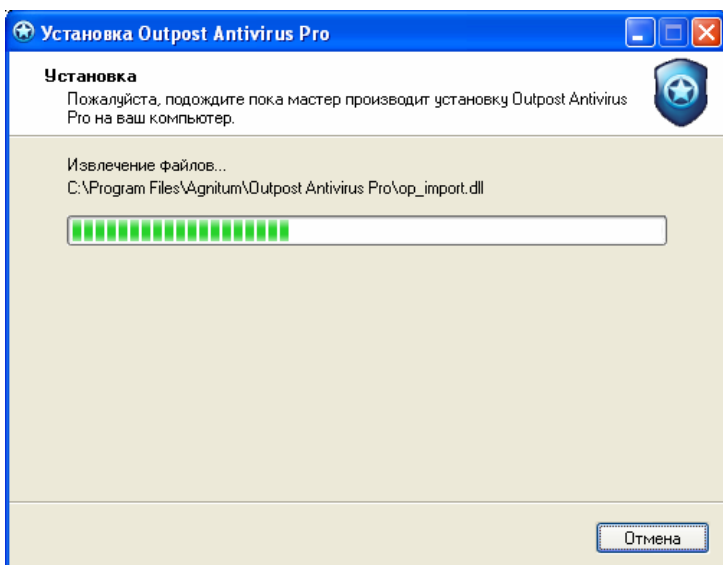 Установка Outpost Antivirus Pro
Установка
Пожалуйста, подождите пока мастер производит установку Outpost Antivirus
Pro на ваш компьютер.
Извлечение файлов...
C:\Program Files\Agnitum\Outpost Antivirus Pro\op_import.dll
Отмена